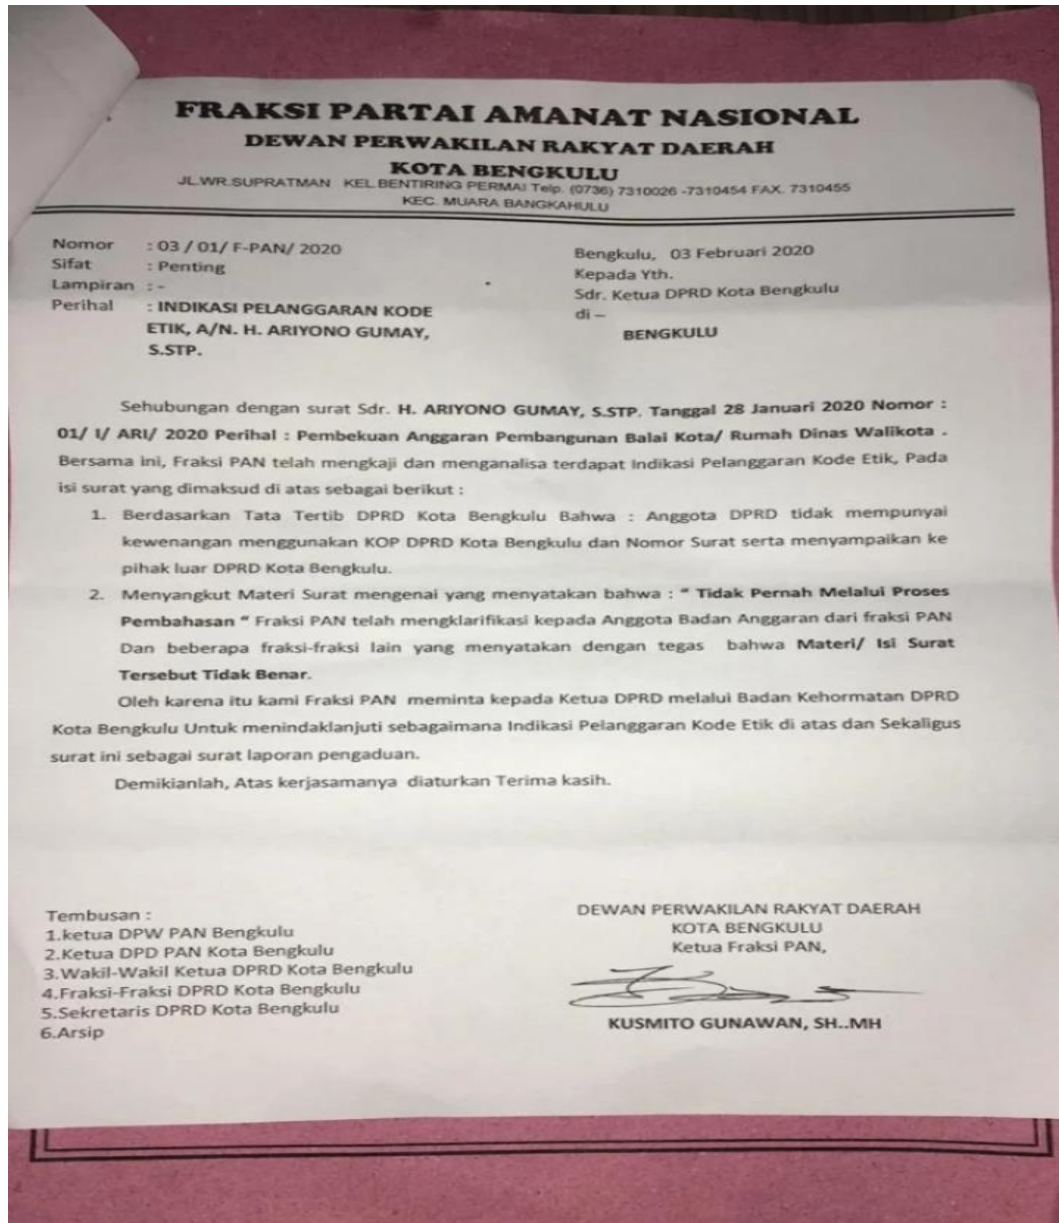 FRAKSI PARTAI AMANAT NASIONAL
DEWAN PERWAKILAN RAKYAT DAERAH
KOTA BENGKULU
JL.WR.SUPRATMAN KEL.BENTIRING PERMAI Telp. (0736) 7310026 -7310454 FAX. 7310455
KEC. MUARA BANGKAHULU
Nomor : 03 / 01/ F-PAN/ 2020
Sifat : Penting
Lampiran : -
Perihal : INDIKASI PELANGGARAN KODE
ETIK, A/N. H. ARIYONO GUMAY,
S.STP.
Bengkulu, 03 Februari 2020
Kepada Yth.
Sdr. Ketua DPRD Kota Bengkulu
di –
BENGKULU
Sehubungan dengan surat Sdr. H. ARIYONO GUMAY, S.STP. Tanggal 28 Januari 2020 Nomor :
01/ I/ ARI/ 2020 Perihal : Pembekuan Anggaran Pembangunan Balai Kota/ Rumah Dinas Walikota .
Bersama ini, Fraksi PAN telah mengkaji dan menganalisa terdapat Indikasi Pelanggaran Kode Etik, Pada
isi surat yang dimaksud di atas sebagai berikut :
1. Berdasarkan Tata Tertib DPRD Kota Bengkulu Bahwa : Anggota DPRD tidak mempunyai
kewenangan menggunakan KOP DPRD Kota Bengkulu dan Nomor Surat serta menyampaikan ke
pihak luar DPRD Kota Bengkulu.
2. Menyangkut Materi Surat mengenai yang menyatakan bahwa : “ Tidak Pernah Melalui Proses
Pembahasan “ Fraksi PAN telah mengklarifikasi kepada Anggota Badan Anggaran dari fraksi PAN
Dan beberapa fraksi-fraksi lain yang menyatakan dengan tegas bahwa Materi/ Isi Surat
Tersebut Tidak Benar.
Oleh karena itu kami Fraksi PAN meminta kepada Ketua DPRD melalui Badan Kehormatan DPRD
Kota Bengkulu Untuk menindaklanjuti sebagaimana Indikasi Pelanggaran Kode Etik di atas dan Sekaligus
surat ini sebagai surat laporan pengaduan.
Demikianlah, Atas kerjasamanya diaturkan Terima kasih.
Tembusan :
1.ketua DPW PAN Bengkulu
2.Ketua DPD PAN Kota Bengkulu
3.Wakil-Wakil Ketua DPRD Kota Bengkulu
4.Fraksi-Fraksi DPRD Kota Bengkulu
5.Sekretaris DPRD Kota Bengkulu
6.Arsip
DEWAN PERWAKILAN RAKYAT DAERAH
KOTA BENGKULU
Ketua Fraksi PAN,
KUSMITO GUNAWAN, SH..MH